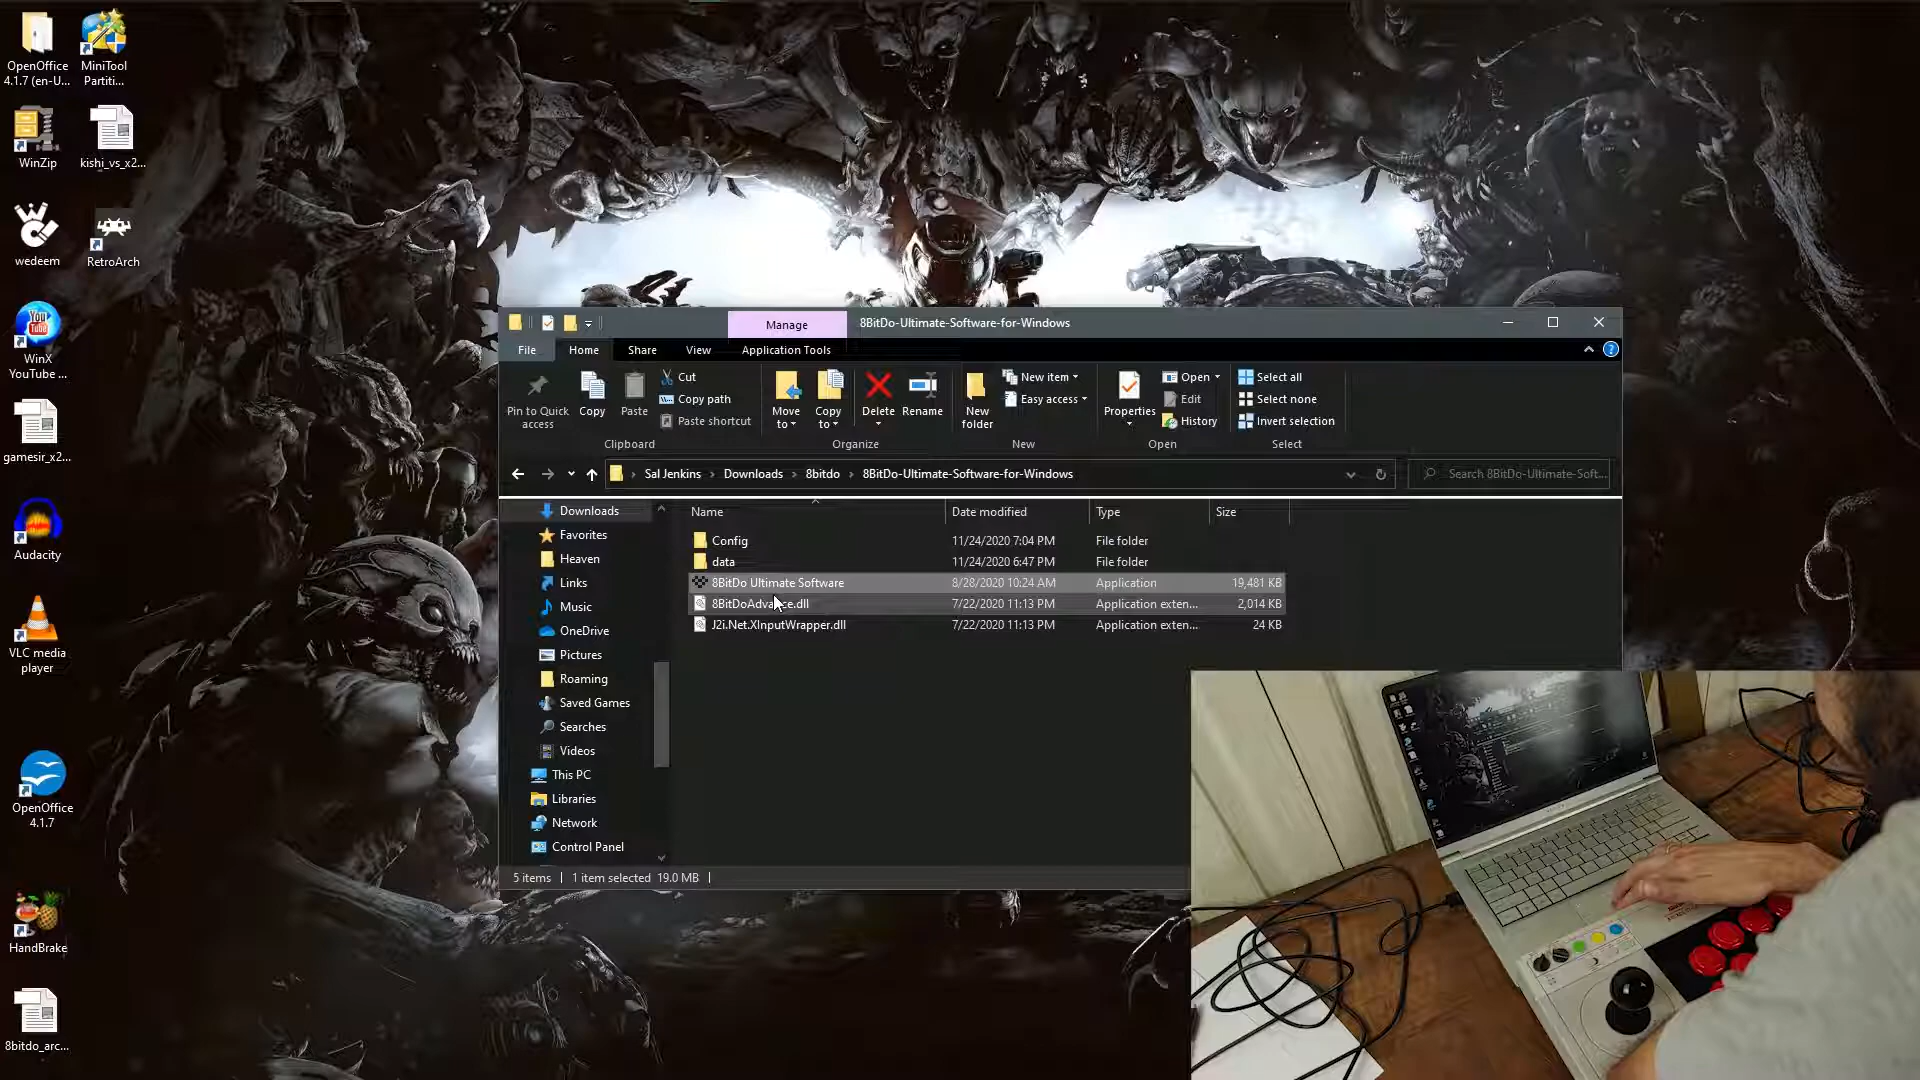 OpenOffice
4.1.7 (en-U...
MiniTool
Partiti...
WinZip
kishi_vs_x2...
wedeem
RetroArch
You
Tube
WinX
YouTube ...
gamesir_x2...
Audacity
VLC media
player
OpenOffice
4.1.7
HandBrake
8bitdo_arc...
Manage
8BitDo-Ultimate-Software-for-Windows
File
Home
Share
View
Application Tools
Pin to Quick
access
Copy
Paste
Cut
Copy path
Paste shortcut
Clipboard
Move
to
Copy
to
Delete
Rename
Organize
New
folder
New item
Easy access
New
Properties
Open
Edit
History
Open
Select all
Select none
Invert selection
Select
Sal Jenkins > Downloads > 8bitdo > 8BitDo-Ultimate-Software-for-Windows
Search 8BitDo-Ultimate-Soft...
Downloads
Favorites
Heaven
Links
Music
OneDrive
Pictures
Roaming
Saved Games
Searches
Videos
This PC
Libraries
Network
Control Panel
Name Date modified Type Size
Config 11/24/2020 7:04 PM File folder
data 11/24/2020 6:47 PM File folder
8BitDo Ultimate Software 8/28/2020 10:24 AM Application 19,481 KB
8BitDoAdvance.dll 7/22/2020 11:13 PM Application exten... 2,014 KB
J2i.Net.XInputWrapper.dll 7/22/2020 11:13 PM Application exten... 24 KB
5 items 1 item selected 19.0 MB